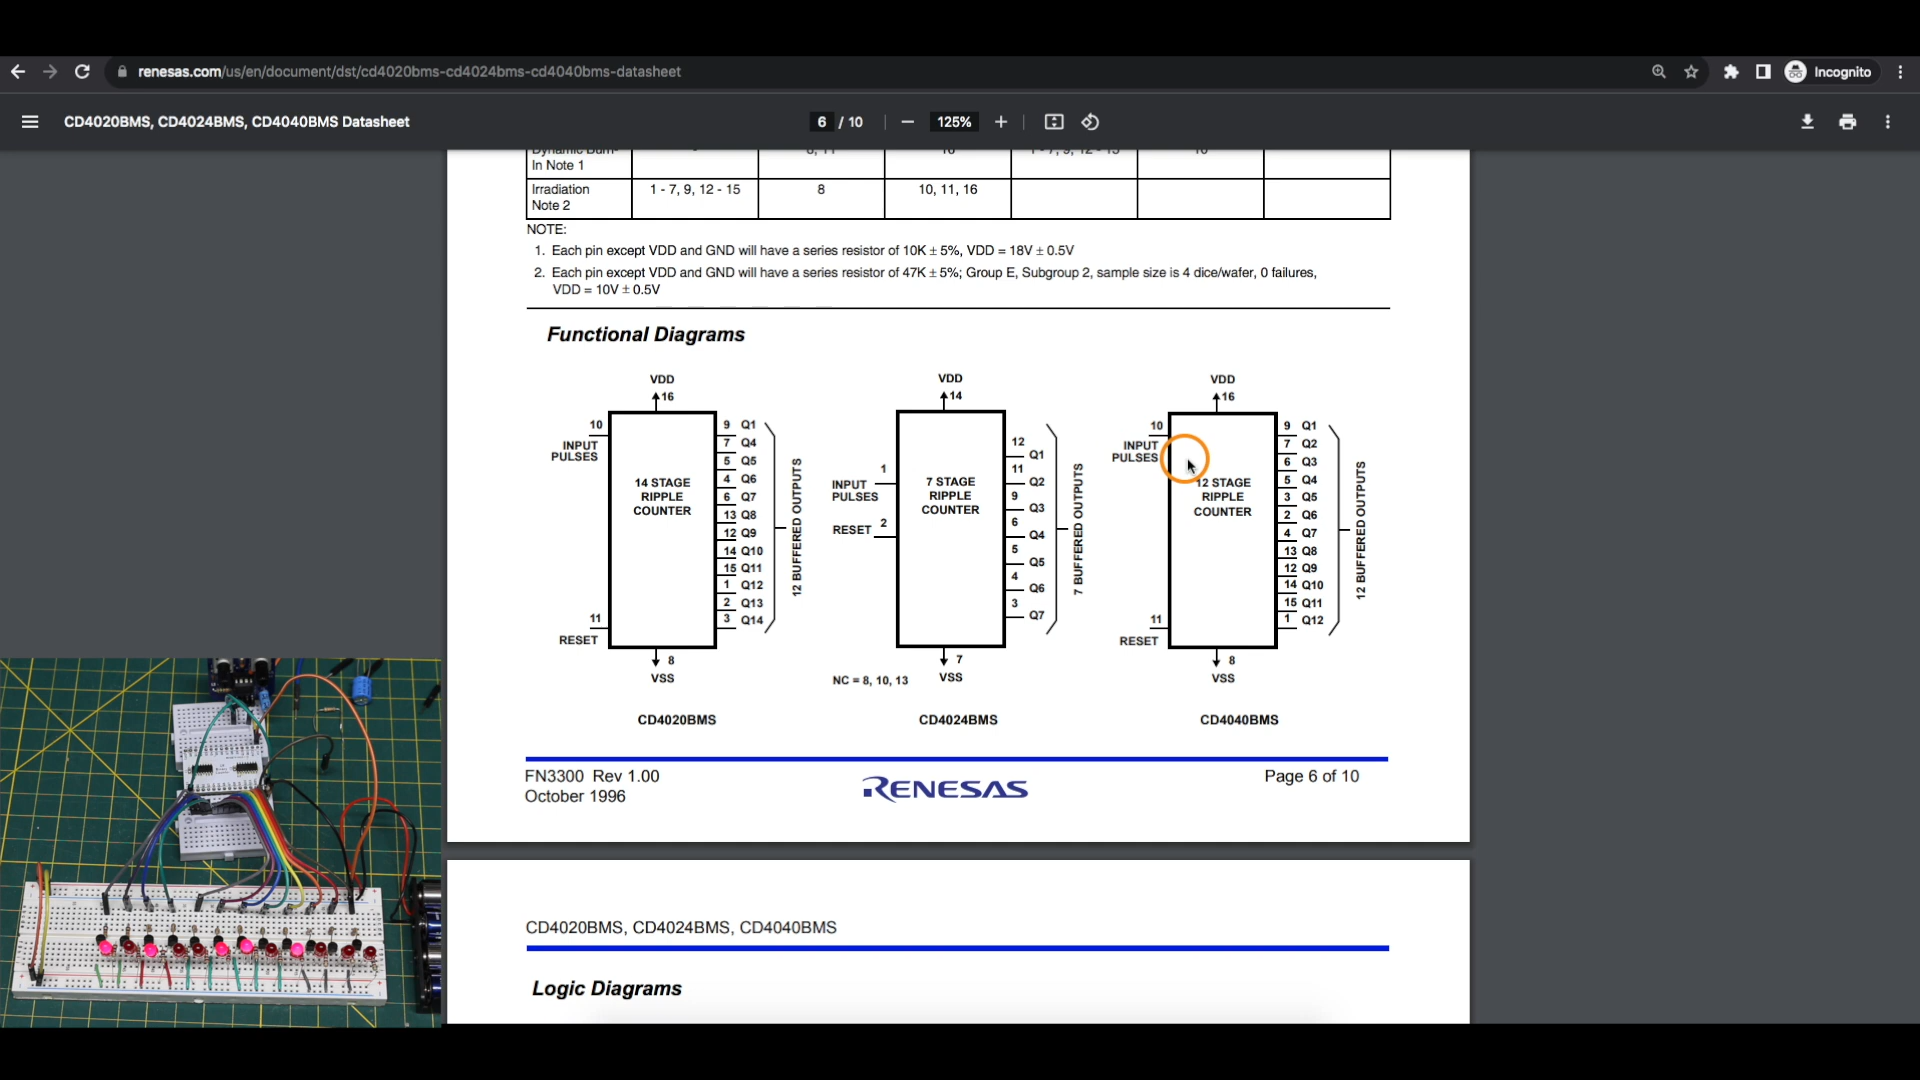 renesas.com/us/en/document/dst/cd4020bms-cd4024bms-cd4040bms-datasheet
Incognito
CD4020BMS, CD4024BMS, CD4040BMS Datasheet
6 / 10
125%
Dynamic Burn-
In Note 1
-
8, 11
16
1 - 7, 9, 12 - 15
10
Irradiation
Note 2
1 - 7, 9, 12 - 15
8
10, 11, 16
NOTE:
1. Each pin except VDD and GND will have a series resistor of 10K ± 5%, VDD = 18V ± 0.5V
2. Each pin except VDD and GND will have a series resistor of 47K ± 5%; Group E, Subgroup 2, sample size is 4 dice/wafer, 0 failures,
VDD = 10V ± 0.5V
Functional Diagrams
VDD
16
10
INPUT
PULSES
14 STAGE
RIPPLE
COUNTER
11
RESET
9 Q1
7 Q4
5 Q5
4 Q6
6 Q7
13 Q8
12 Q9
14 Q10
15 Q11
1 Q12
2 Q13
3 Q14
12 BUFFERED OUTPUTS
8
VSS
CD4020BMS
VDD
14
1
INPUT
PULSES
2
RESET
7 STAGE
RIPPLE
COUNTER
12
Q1
11
Q2
9
Q3
6
Q4
5
Q5
4
Q6
3
Q7
7 BUFFERED OUTPUTS
NC = 8, 10, 13
7
VSS
CD4024BMS
VDD
16
10
INPUT
PULSES
12 STAGE
RIPPLE
COUNTER
11
RESET
9 Q1
7 Q2
6 Q3
5 Q4
3 Q5
2 Q6
4 Q7
13 Q8
12 Q9
14 Q10
15 Q11
1 Q12
12 BUFFERED OUTPUTS
8
VSS
CD4040BMS
FN3300 Rev 1.00
October 1996
RENESAS
Page 6 of 10
CD4020BMS, CD4024BMS, CD4040BMS
Logic Diagrams